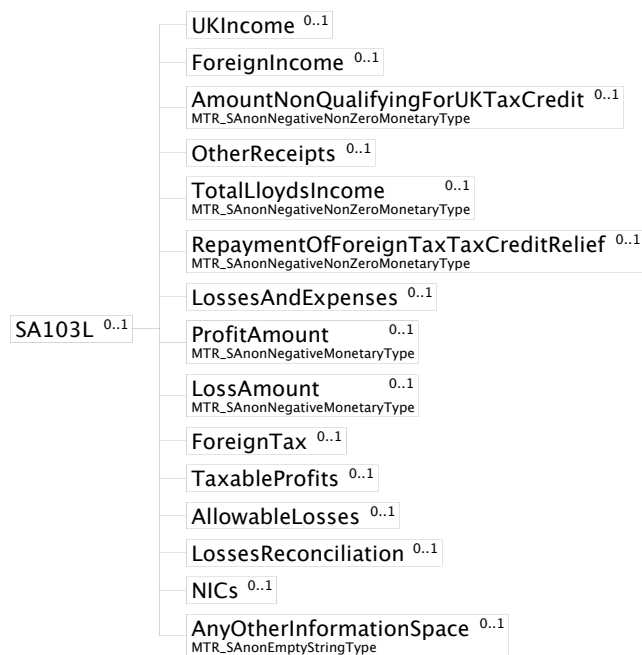 UKIncome 0..1
ForeignIncome 0..1
AmountNonQualifyingForUKTaxCredit 0..1
MTR_SAnonNegativeNonZeroMonetaryType
OtherReceipts 0..1
TotalLloydsIncome 0..1
MTR_SAnonNegativeNonZeroMonetaryType
RepaymentOfForeignTaxTaxCreditRelief 0..1
MTR_SAnonNegativeNonZeroMonetaryType
LossesAndExpenses 0..1
SA103L 0..1
ProfitAmount 0..1
MTR_SAnonNegativeMonetaryType
LossAmount 0..1
MTR_SAnonNegativeMonetaryType
ForeignTax 0..1
TaxableProfits 0..1
AllowableLosses 0..1
LossesReconciliation 0..1
NICs 0..1
AnyOtherInformationSpace 0..1
MTR_SAnonEmptyStringType